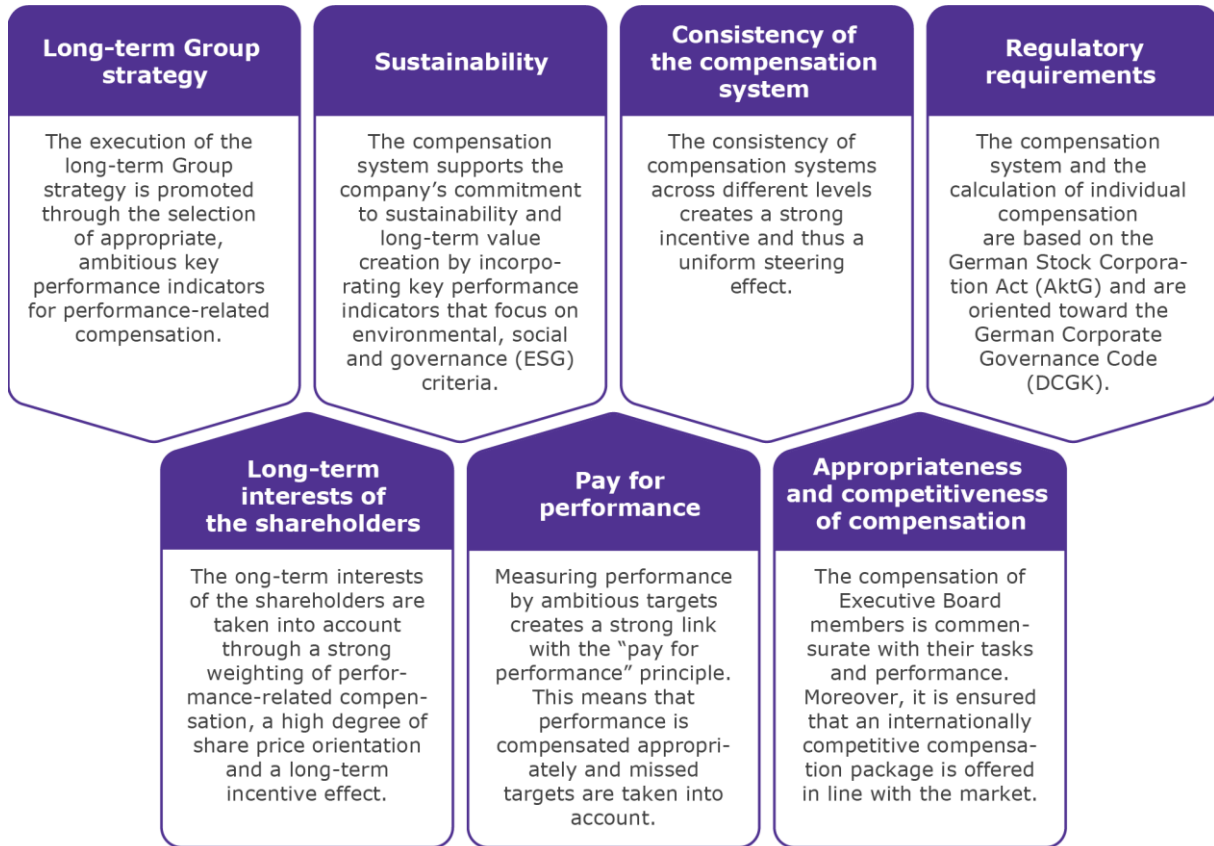 Long-term Group
strategy
The execution of the
long-term Group
strategy is promoted
through the selection
of appropriate,
ambitious key
performance indicators
for performance-related
compensation.
Sustainability
The compensation
system supports the
company’s commitment
to sustainability and
long-term value
creation by incorpo-
rating key performance
indicators that focus on
environmental, social
and governance (ESG)
criteria.
Consistency of
the compensation
system
The consistency of
compensation systems
across different levels
creates a strong
incentive and thus a
uniform steering
effect.
Regulatory
requirements
The compensation
system and the
calculation of individual
compensation
are based on the
German Stock Corpora-
tion Act (AktG) and are
oriented toward the
German Corporate
Governance Code
(DCGK).
Long-term
interests of
the shareholders
The ong-term interests
of the shareholders are
taken into account
through a strong
weighting of perfor-
mance-related compen-
sation, a high degree of
share price orientation
and a long-term
incentive effect.
Pay for
performance
Measuring performance
by ambitious targets
creates a strong link
with the “pay for
performance” principle.
This means that
performance is
compensated appropri-
ately and missed
targets are taken into
account.
Appropriateness
and competitiveness
of compensation
The compensation of
Executive Board
members is commen-
surate with their tasks
and performance.
Moreover, it is ensured
that an internationally
competitive compensa-
tion package is offered
in line with the market.